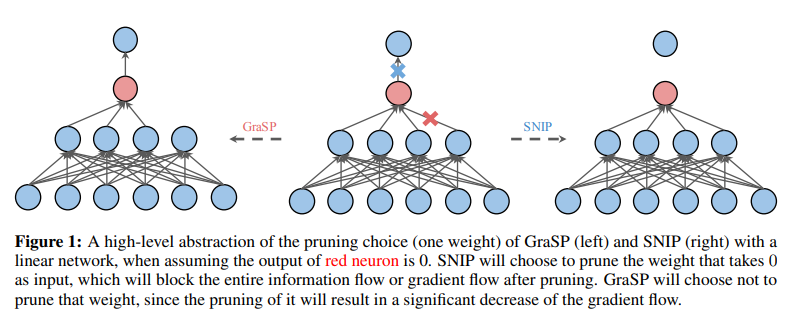 GraSP
SNIP
Figure 1: A high-level abstraction of the pruning choice (one weight) of GraSP (left) and SNIP (right) with a
linear network, when assuming the output of red neuron is 0. SNIP will choose to prune the weight that takes 0
as input, which will block the entire information flow or gradient flow after pruning. GraSP will choose not to
prune that weight, since the pruning of it will result in a significant decrease of the gradient flow.